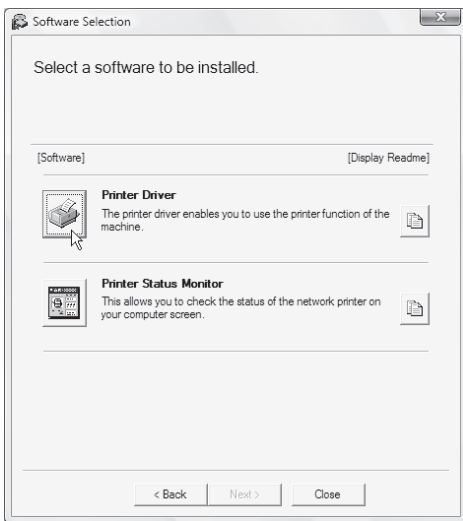 Software Selection
Select a software to be installed.
[Software] [Display Readme]
Printer Driver
The printer driver enables you to use the printer function of the
machine.
Printer Status Monitor
This allows you to check the status of the network printer on
your computer screen.
< Back Next > Close